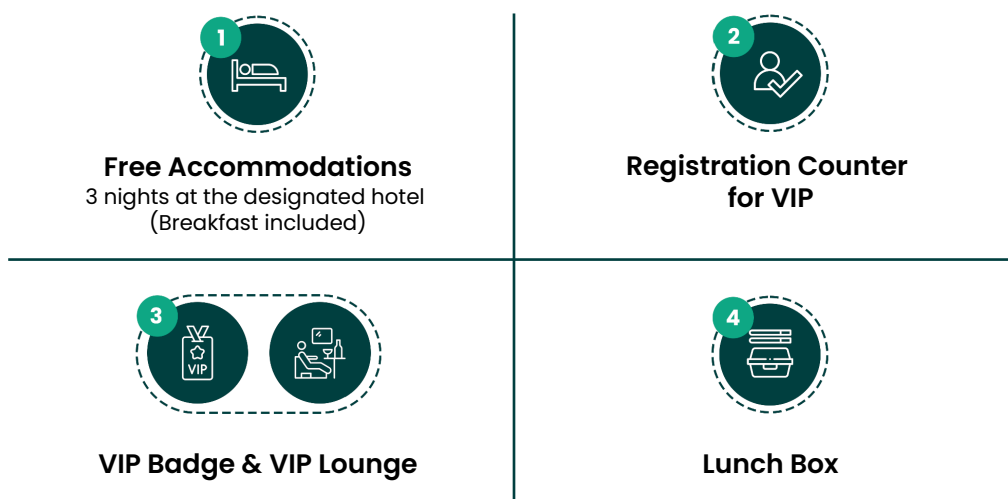 1
Free Accommodations
3 nights at the designated hotel
(Breakfast included)
2
Registration Counter
for VIP
3
VIP
VIP Badge & VIP Lounge
4
Lunch Box